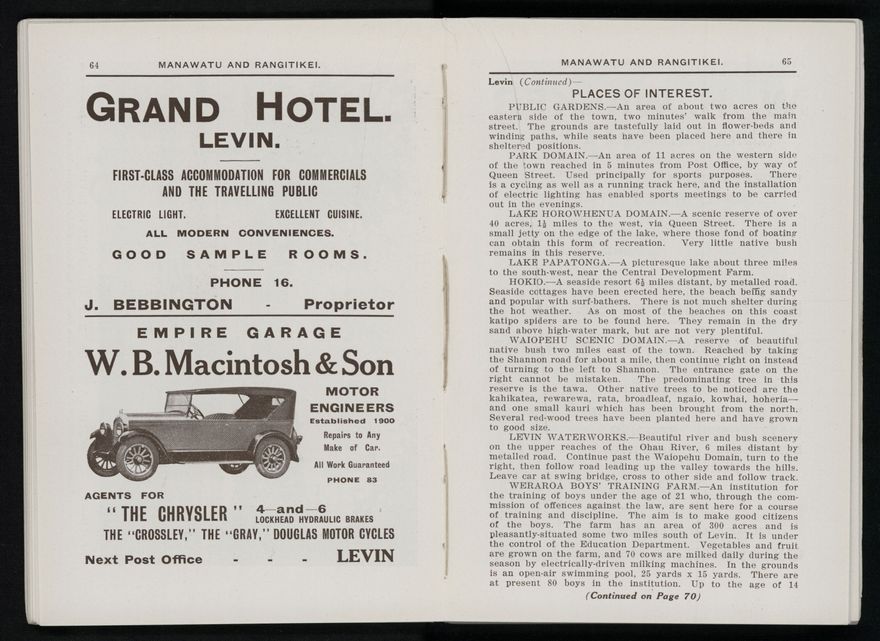 64 MANAWATU AND RANGITIKEI.
GRAND HOTEL.
LEVIN.
FIRST-CLASS ACCOMMODATION FOR COMMERCIALS
AND THE TRAVELLING PUBLIC
ELECTRIC LIGHT. EXCELLENT CUISINE.
ALL MODERN CONVENIENCES.
GOOD SAMPLE ROOMS.
PHONE 16.
J. BEBBINGTON - Proprietor
EMPIRE GARAGE
W. B. Macintosh & Son
MOTOR
ENGINEERS
Established 1900
Repairs to Any
Make of Car.
All Work Guaranteed
PHONE 83
AGENTS FOR
"THE CHRYSLER" 4—and—6
LOCKHEAD HYDRAULIC BRAKES
THE "CROSSLEY," THE "GRAY," DOUGLAS MOTOR CYCLES
Next Post Office - - - LEVIN
MANAWATU AND RANGITIKEI. 65
Levin (Continued)—
PLACES OF INTEREST.
PUBLIC GARDENS.—An area of about two acres on the
eastern side of the town, two minutes' walk from the main
street. The grounds are tastefully laid out in flower-beds and
winding paths, while seats have been placed here and there in
sheltered positions.
PARK DOMAIN.—An area of 11 acres on the western side
of the town reached in 5 minutes from Post Office, by way of
Queen Street. Used principally for sports purposes. There
is a cycling as well as a running track here, and the installation
of electric lighting has enabled sports meetings to be carried
out in the evenings.
LAKE HOROWHENUA DOMAIN.—A scenic reserve of over
40 acres, 1½ miles to the west, via Queen Street. There is a
small jetty on the edge of the lake, where those fond of boating
can obtain this form of recreation. Very little native bush
remains in this reserve.
LAKE PAPATONGA.—A picturesque lake about three miles
to the south-west, near the Central Development Farm.
HOKIO.—A seaside resort 6½ miles distant, by metalled road.
Seaside cottages have been erected here, the beach being sandy
and popular with surf-bathers. There is not much shelter during
the hot weather. As on most of the beaches on this coast
katipo spiders are to be found here. They remain in the dry
sand above high-water mark, but are not very plentiful.
WAIOPEHU SCENIC DOMAIN.—A reserve of beautiful
native bush two miles east of the town. Reached by taking
the Shannon road for about a mile, then continue right on instead
of turning to the left to Shannon. The entrance gate on the
right cannot be mistaken. The predominating tree in this
reserve is the tawa. Other native trees to be noticed are the
kahikatea, rewarewa, rata, broadleaf, ngaio, kowhai, hoheria—
and one small kauri which has been brought from the north.
Several red-wood trees have been planted here and have grown
to good size.
LEVIN WATERWORKS.—Beautiful river and bush scenery
on the upper reaches of the Ohau River, 6 miles distant by
metalled road. Continue past the Waiopehu Domain, turn to the
right, then follow road leading up the valley towards the hills.
Leave car at swing bridge, cross to other side and follow track.
WERAROA BOYS' TRAINING FARM.—An institution for
the training of boys under the age of 21 who, through the com-
mission of offences against the law, are sent here for a course
of training and discipline. The aim is to make good citizens
of the boys. The farm has an area of 300 acres and is
pleasantly-situated some two miles south of Levin. It is under
the control of the Education Department. Vegetables and fruit
are grown on the farm, and 70 cows are milked daily during the
season by electrically-driven milking machines. In the grounds
is an open-air swimming pool, 25 yards x 15 yards. There are
at present 80 boys in the institution. Up to the age of 14
(Continued on Page 70)